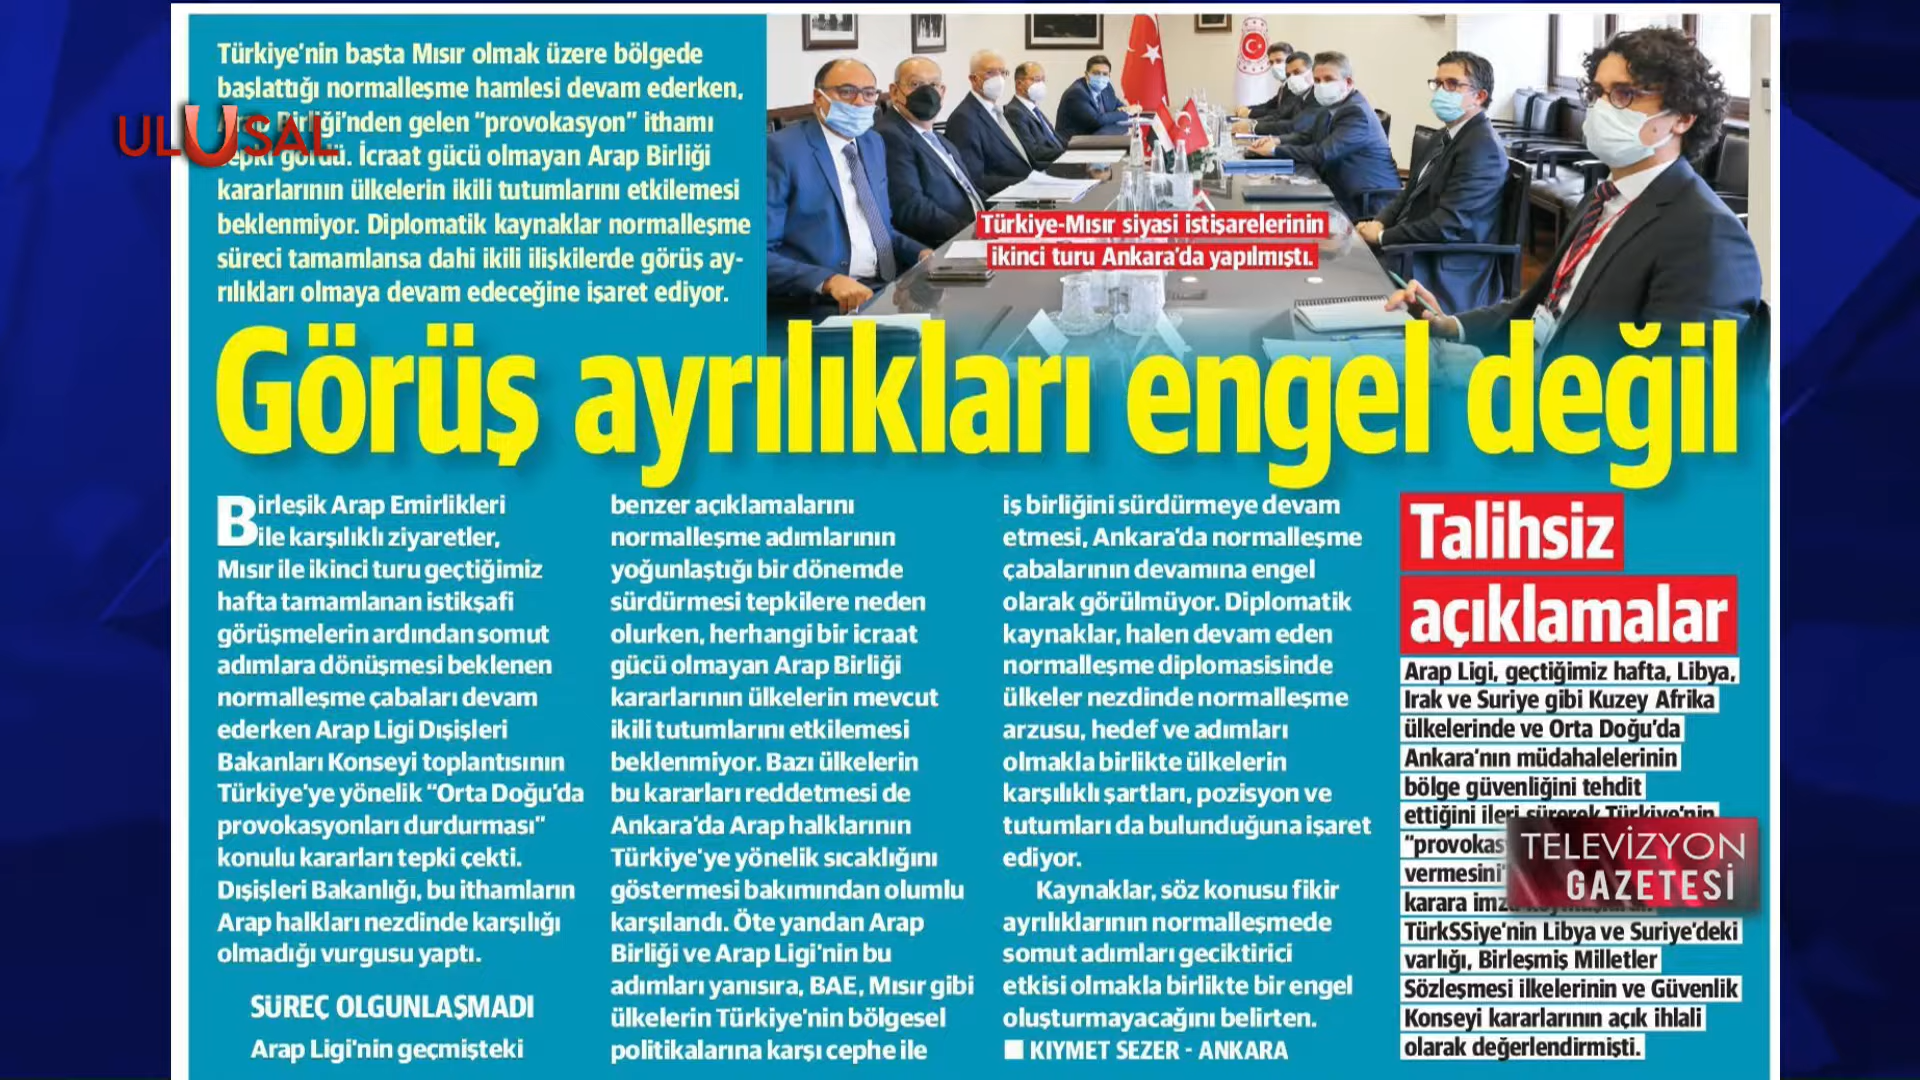 Türkiye'nin başta Mısır olmak üzere bölgede
başlattığı normalleşme hamlesi devam ederken,
Arap Birliği'nden gelen "provokasyon" ithamı
tepki gördü. İcraat gücü olmayan Arap Birliği
kararlarının ülkelerin ikili tutumlarını etkilemesi
beklenmiyor. Diplomatik kaynaklar normalleşme
süreci tamamlansa dahi ikili ilişkilerde görüş ay-
rılıkları olmaya devam edeceğine işaret ediyor.
ULUSAL
Türkiye-Mısır siyasi istişarelerinin
ikinci turu Ankara'da yapılmıştı.
Görüş ayrılıkları engel değil
Birleşik Arap Emirlikleri
ile karşılıklı ziyaretler,
Mısır ile ikinci turu geçtiğimiz
hafta tamamlanan istikşafi
görüşmelerin ardından somut
adımlara dönüşmesi beklenen
normalleşme çabaları devam
ederken Arap Ligi Dışişleri
Bakanları Konseyi toplantısının
Türkiye'ye yönelik "Orta Doğu'da
provokasyonları durdurması"
konulu kararları tepki çekti.
Dışişleri Bakanlığı, bu ithamların
Arap halkları nezdinde karşılığı
olmadığı vurgusu yaptı.
SÜREÇ OLGUNLAŞMADI
Arap Ligi'nin geçmişteki
benzer açıklamalarını
normalleşme adımlarının
yoğunlaştığı bir dönemde
sürdürmesi tepkilere neden
olurken, herhangi bir icraat
gücü olmayan Arap Birliği
kararlarının ülkelerin mevcut
ikili tutumlarını etkilemesi
beklenmiyor. Bazı ülkelerin
bu kararları reddetmesi de
Ankara'da Arap halklarının
Türkiye'ye yönelik sıcaklığını
göstermesi bakımından olumlu
karşılandı. Öte yandan Arap
Birliği ve Arap Ligi'nin bu
adımları yanısıra, BAE, Mısır gibi
ülkelerin Türkiye'nin bölgesel
politikalarına karşı cephe ile
iş birliğini sürdürmeye devam
etmesi, Ankara'da normalleşme
çabalarının devamına engel
olarak görülmüyor. Diplomatik
kaynaklar, halen devam eden
normalleşme diplomasisinde
ülkeler nezdinde normalleşme
arzusu, hedef ve adımları
olmakla birlikte ülkelerin
karşılıklı şartları, pozisyon ve
tutumları da bulunduğuna işaret
ediyor.
Kaynaklar, söz konusu fikir
ayrılıklarının normalleşmede
somut adımları geciktirici
etkisi olmakla birlikte bir engel
oluşturmayacağını belirten.
■ KIYMET SEZER - ANKARA
Talihsiz
açıklamalar
Arap Ligi, geçtiğimiz hafta, Libya,
Irak ve Suriye gibi Kuzey Afrika
ülkelerinde ve Orta Doğu'da
Ankara'nın müdahalelerinin
bölge güvenliğini tehdit
ettiğini ileri sürerek Türkiye'nin
"provokas
vermesini"
karara imza
TürkSSiye'nin Libya ve Suriye'deki
varlığı, Birleşmiş Milletler
Sözleşmesi ilkelerinin ve Güvenlik
Konseyi kararlarının açık ihlali
olarak değerlendirmişti.
TELEVİZYON
GAZETESİ